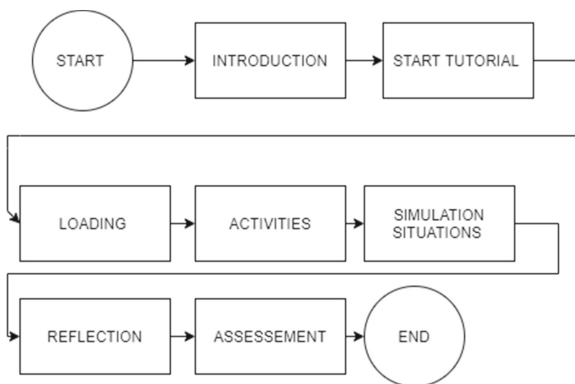 START
INTRODUCTION
START TUTORIAL
LOADING
ACTIVITIES
SIMULATION
SITUATIONS
REFLECTION
ASSESSEMENT
END